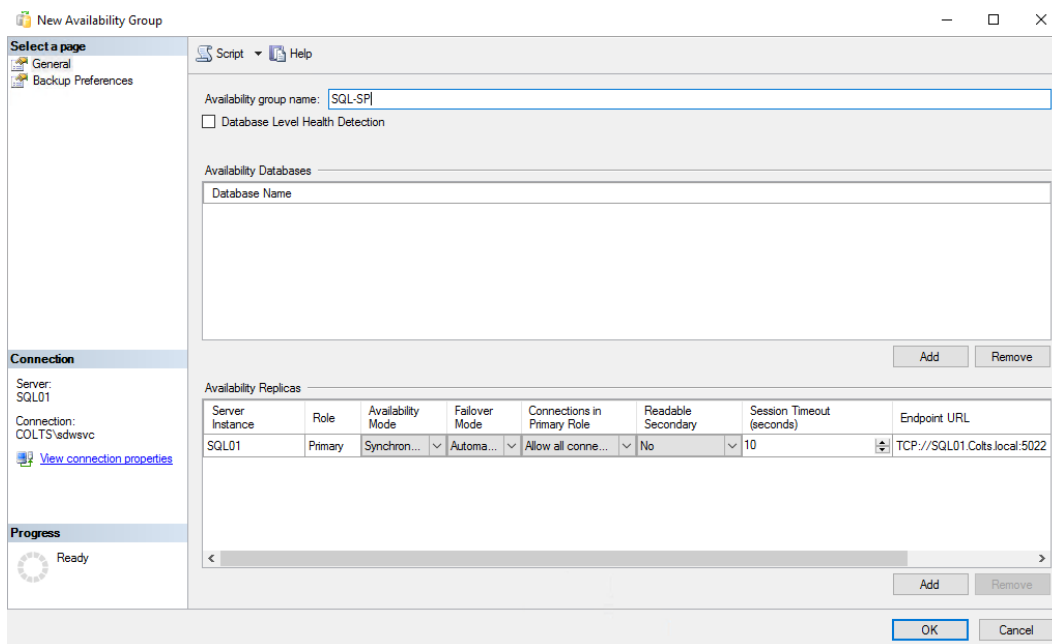 New Availability Group
Select a page
General
Backup Preferences
Script Help
Availability group name: SQL-SP
Database Level Health Detection
Availability Databases
Database Name
Add Remove
Connection
Server:
SQL01
Connection:
COLTS\sdwsvc
View connection properties
Availability Replicas
Server Instance Role Availability Mode Failover Mode Connections in Primary Role Readable Secondary Session Timeout (seconds) Endpoint URL
SQL01 Primary Synchron... Automa... Allow all conne... No 10 TCP://SQL01.Colts.local:5022
Progress
Ready
Add Remove
OK Cancel